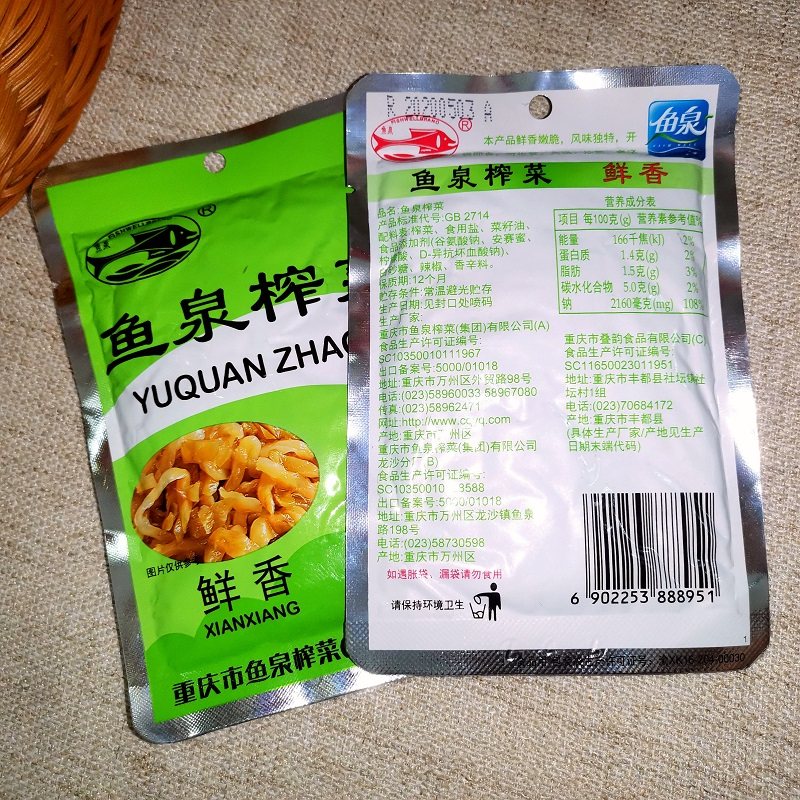 FISHWELLBRAND
鱼泉
®
鱼泉榨菜
YUQUAN ZHAC
图片仅供参
鲜香
XIANXIANG
重庆市鱼泉榨菜(
R 20200503 A
FISHWELLBRAND
鱼泉
®
鱼泉
本产品鲜香嫩脆，风味独特，开
鱼泉榨菜 鲜香
品名:鱼泉榨菜
产品标准代号:GB 2714
配料表:榨菜、食用盐、菜籽油、
食品添加剂(谷氨酸钠、安赛蜜、
柠檬酸、D-异抗坏血酸钠)、
砂糖、辣椒、香辛料。
保质期:12个月
贮存条件:常温避光贮存
生产日期:见封口处喷码
生产厂家:
重庆市鱼泉榨菜(集团)有限公司(A)
食品生产许可证编号:
SC10350010111967
出口备案号:5000/01018
地址:重庆市万州区外贸路98号
电话:(023)58960033 58967080
传真:(023)58962471
产地:重庆市万州区
重庆市鱼泉榨菜(集团)有限公司
龙沙分厂(B)
食品生产许可证编号:
SC10350010 3588
出口备案号:5000/01018
地址:重庆市万州区龙沙镇鱼泉
路198号
电话:(023)58730598
产地:重庆市万州区
如遇胀袋、漏袋请勿食用
请保持环境卫生
营养成分表
项目 每100克(g) 营养素参考值%
能量 166千焦(kJ) 2%
蛋白质 1.4克(g) 2%
脂肪 1.5克(g) 3%
碳水化合物 5.0克(g) 2%
钠 2160毫克(mg) 108%
重庆市叠韵食品有限公司(C)
食品生产许可证编号:
SC11650023011951
地址:重庆市丰都县社坛镇社
坛村1组
电话:(023)70684172
产地:重庆市丰都县
(具体生产厂家/产地见生产
日期末端代码)
6 902253 888951
1